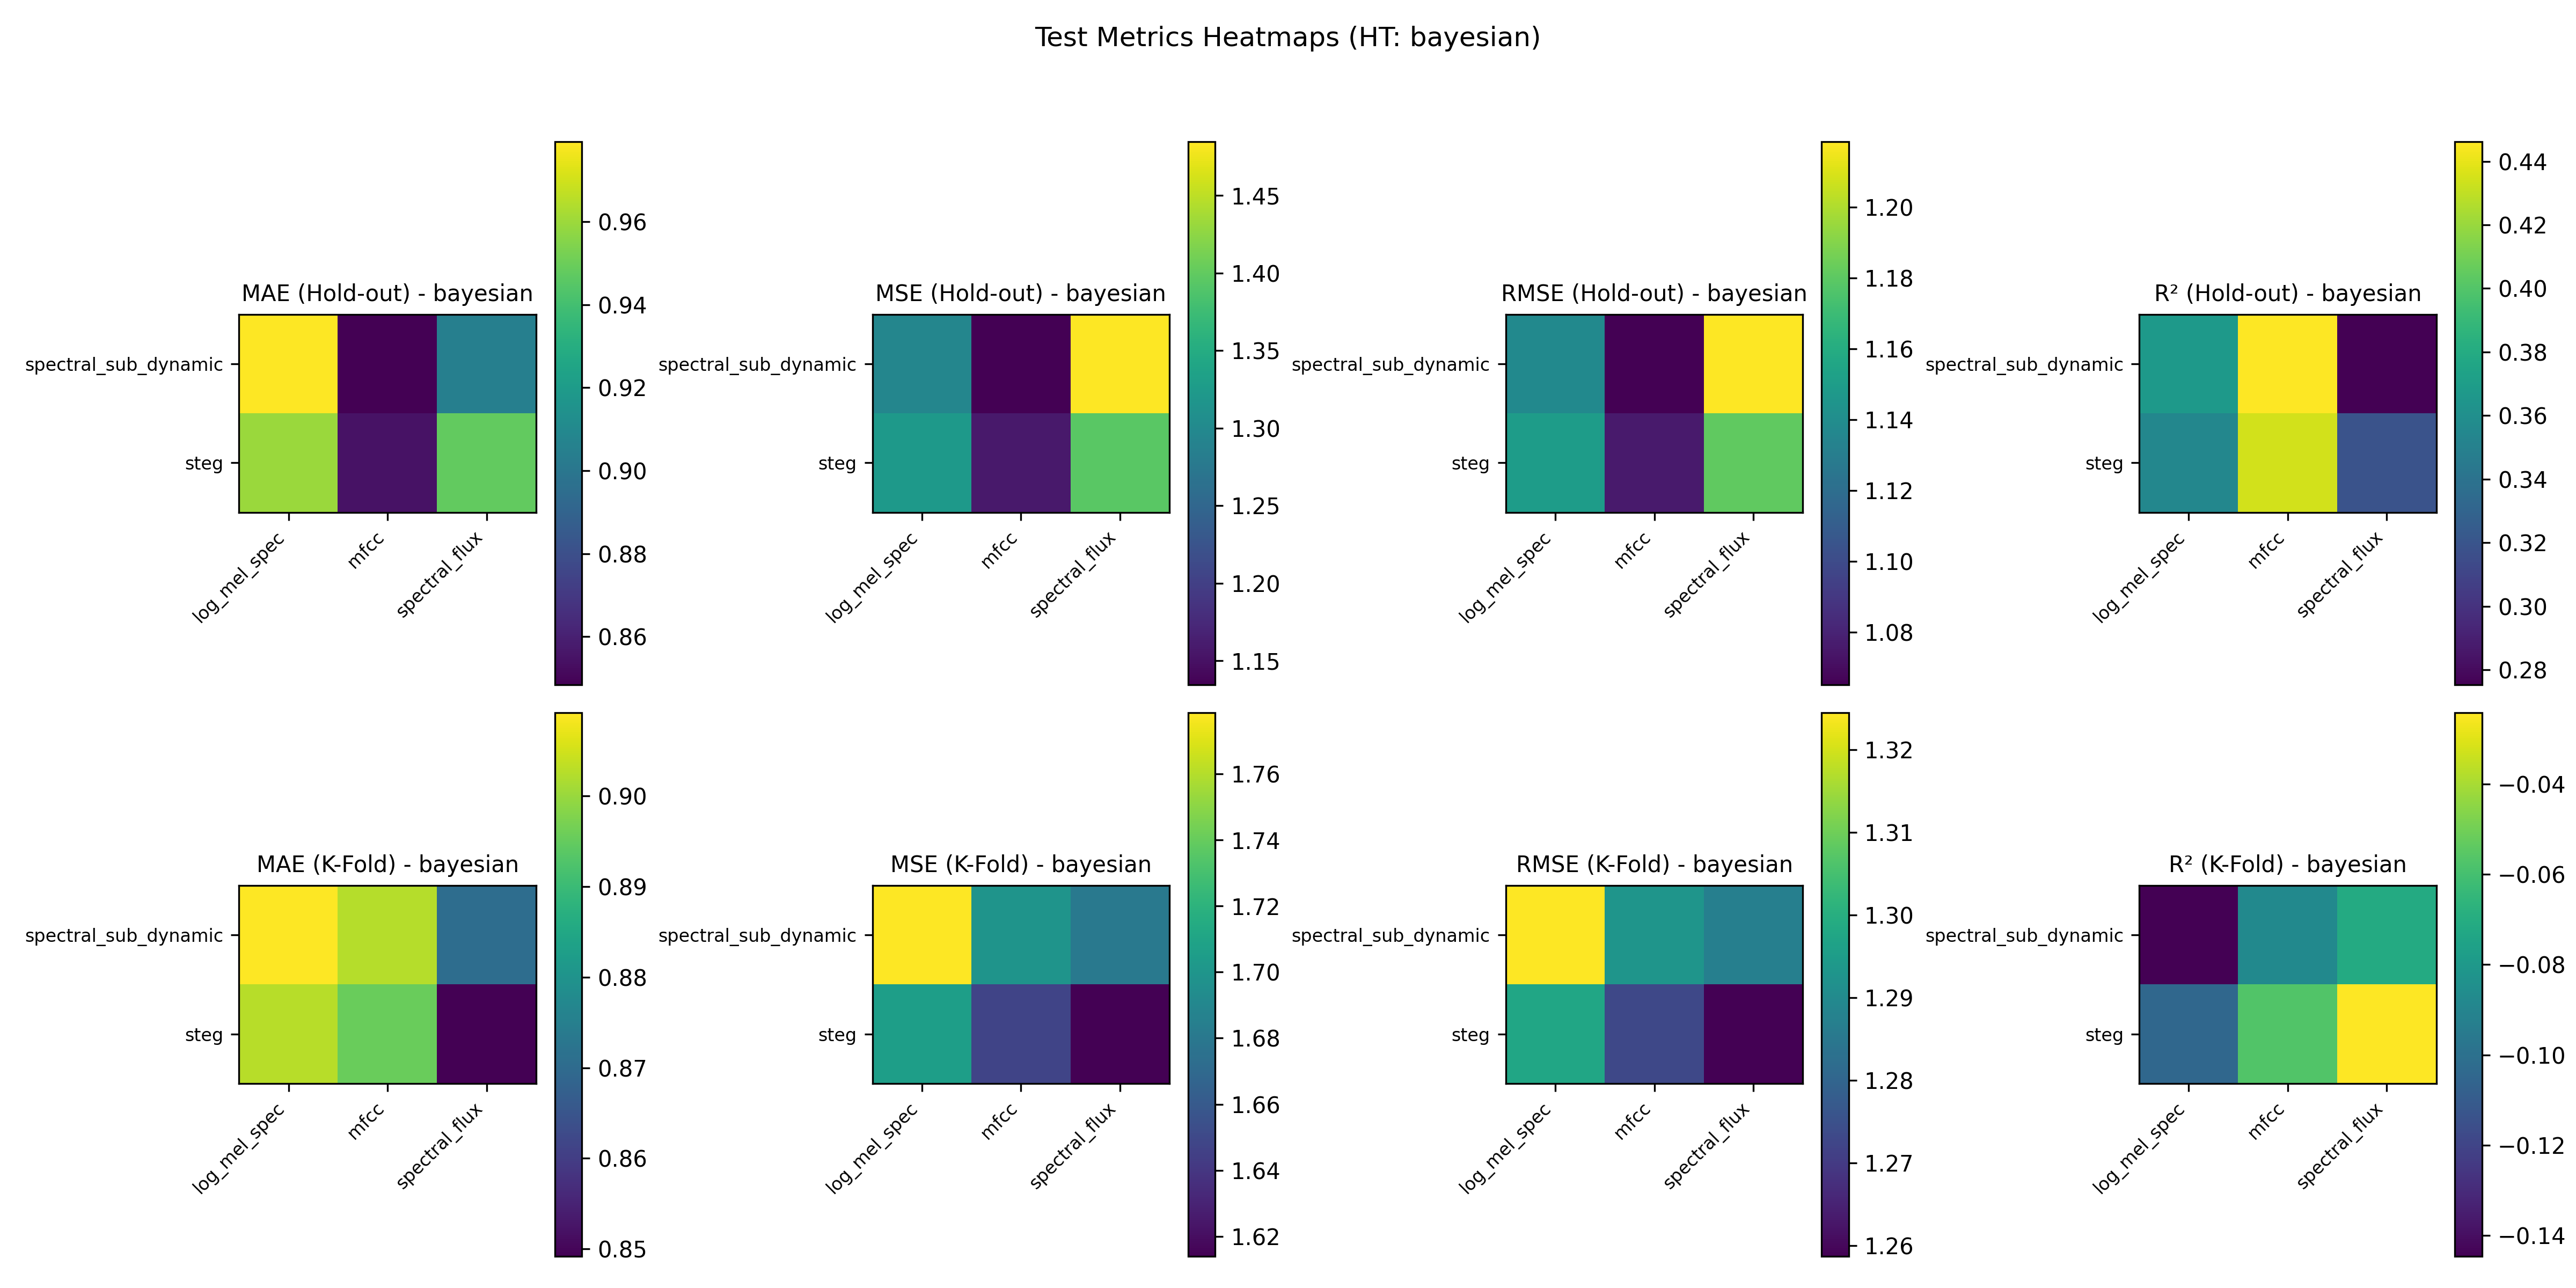 Test Metrics Heatmaps (HT: bayesian)
MAE (Hold-out) - bayesian
spectral_sub_dynamic
steg
log_mel_spec
mfcc
spectral_flux
0.96
0.94
0.92
0.90
0.88
0.86
MSE (Hold-out) - bayesian
spectral_sub_dynamic
steg
log_mel_spec
mfcc
spectral_flux
1.45
1.40
1.35
1.30
1.25
1.20
1.15
RMSE (Hold-out) - bayesian
spectral_sub_dynamic
steg
log_mel_spec
mfcc
spectral_flux
1.20
1.18
1.16
1.14
1.12
1.10
1.08
R² (Hold-out) - bayesian
spectral_sub_dynamic
steg
log_mel_spec
mfcc
spectral_flux
0.44
0.42
0.40
0.38
0.36
0.34
0.32
0.30
0.28
MAE (K-Fold) - bayesian
spectral_sub_dynamic
steg
log_mel_spec
mfcc
spectral_flux
0.90
0.89
0.88
0.87
0.86
0.85
MSE (K-Fold) - bayesian
spectral_sub_dynamic
steg
log_mel_spec
mfcc
spectral_flux
1.76
1.74
1.72
1.70
1.68
1.66
1.64
1.62
RMSE (K-Fold) - bayesian
spectral_sub_dynamic
steg
log_mel_spec
mfcc
spectral_flux
1.32
1.31
1.30
1.29
1.28
1.27
1.26
R² (K-Fold) - bayesian
spectral_sub_dynamic
steg
log_mel_spec
mfcc
spectral_flux
−0.04
−0.06
−0.08
−0.10
−0.12
−0.14